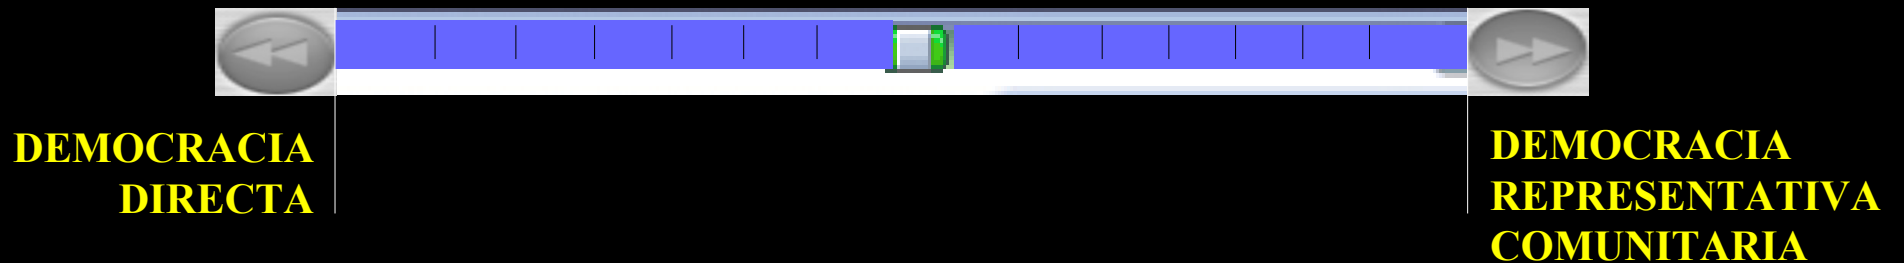 DEMOCRACIA
DIRECTA
DEMOCRACIA
REPRESENTATIVA
COMUNITARIA